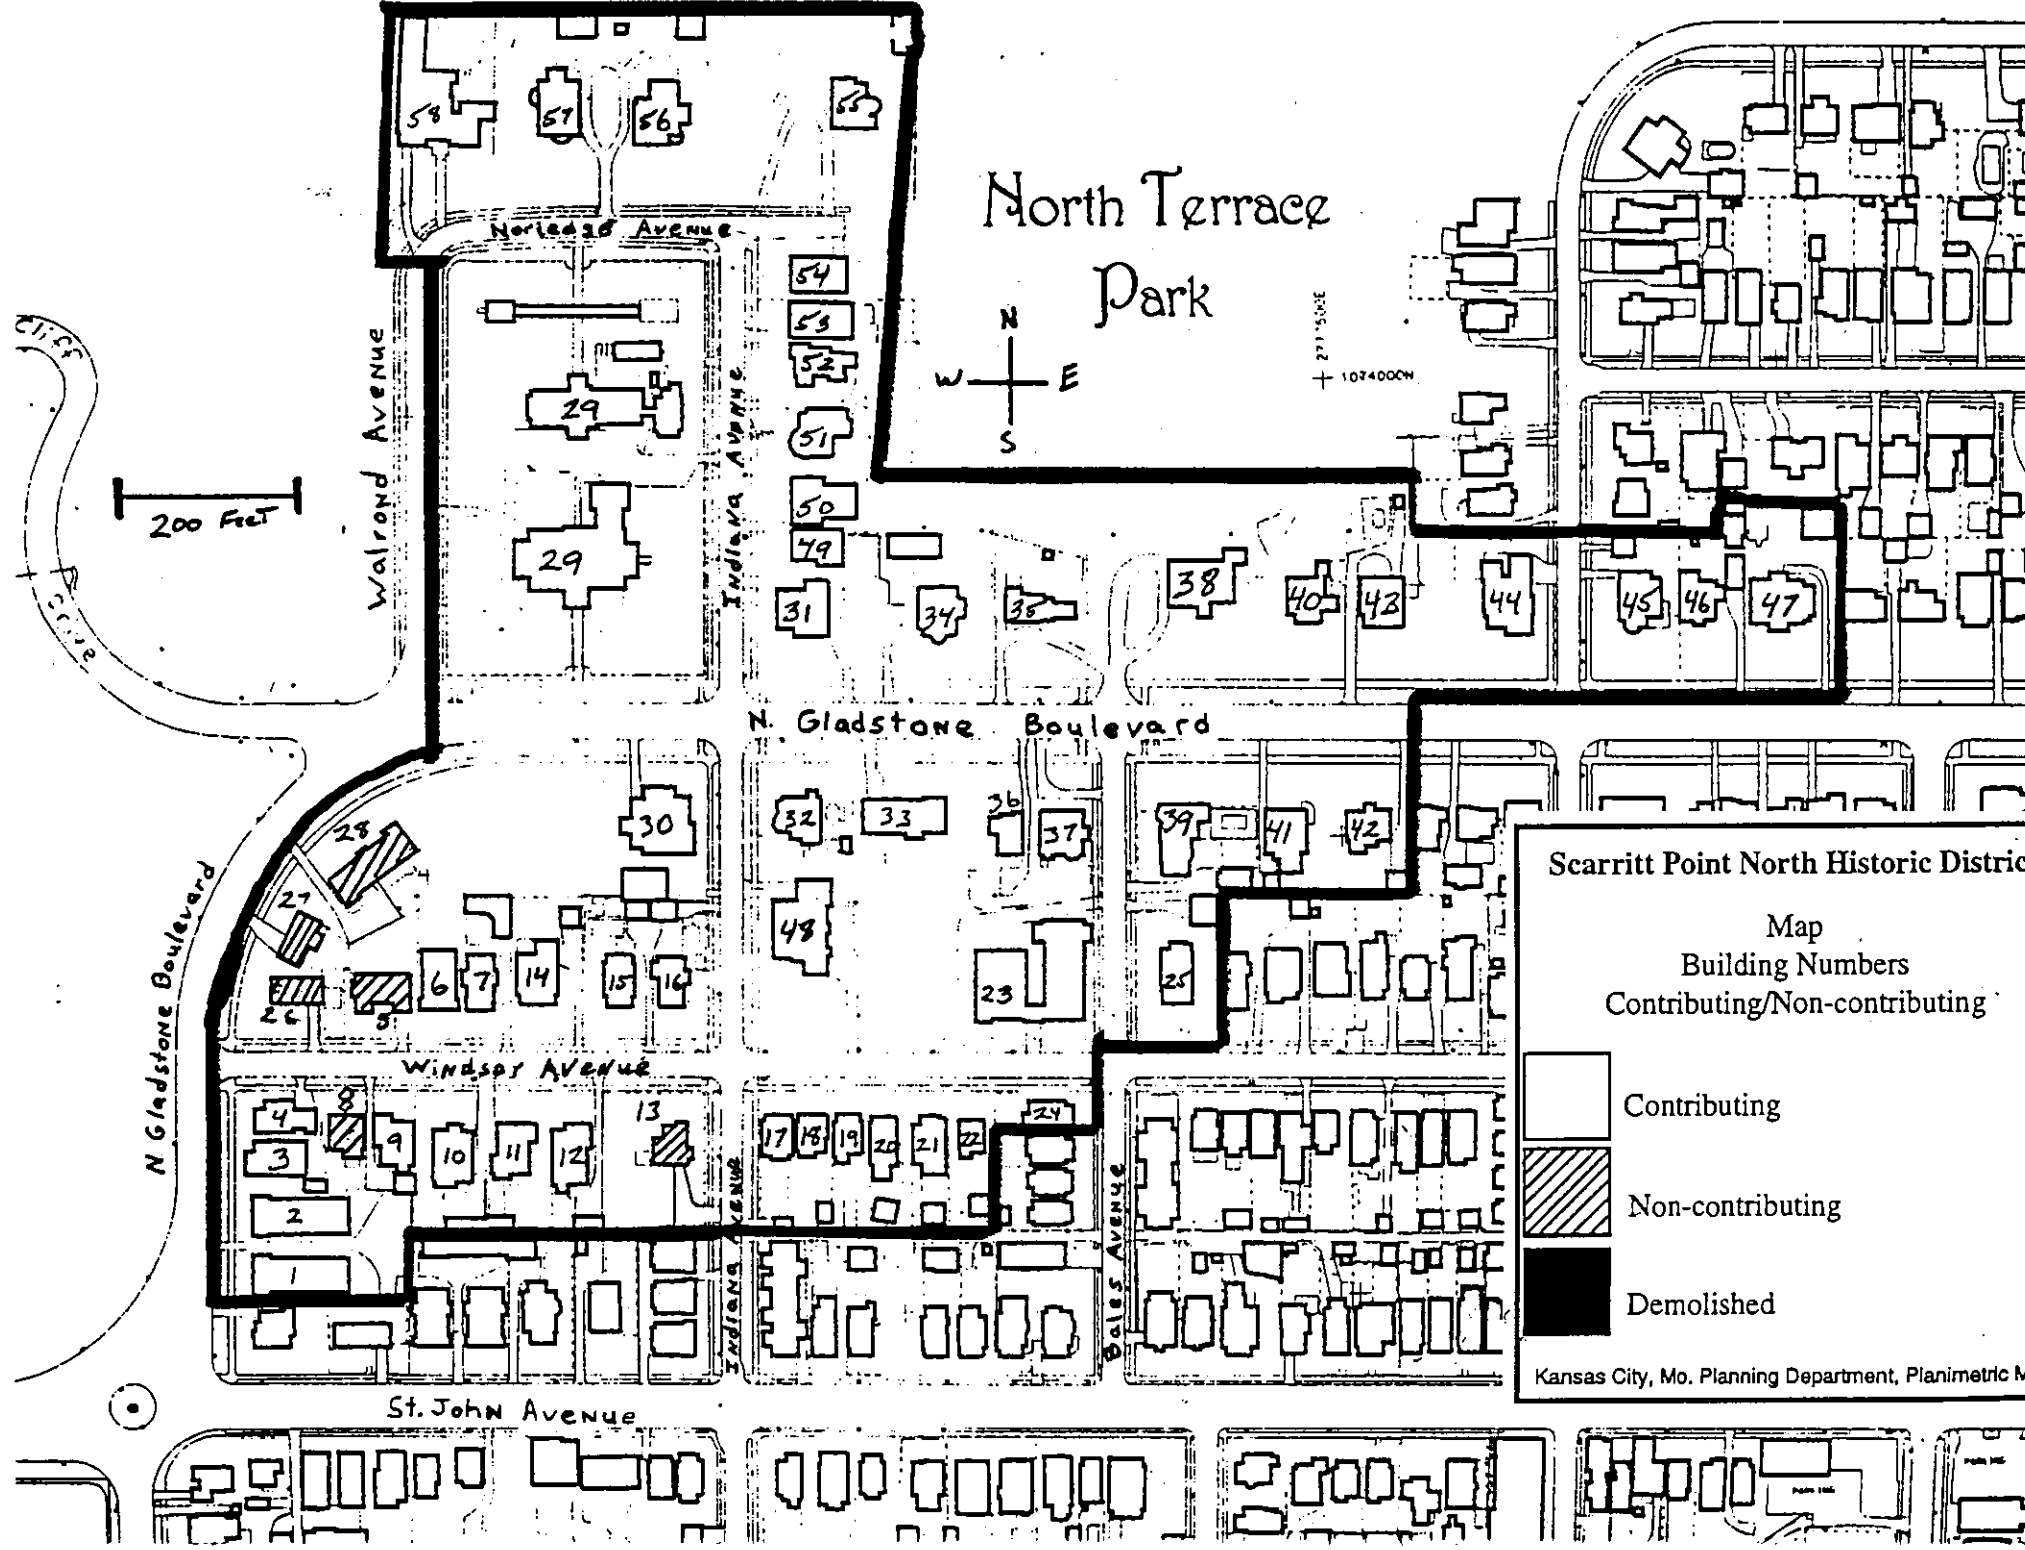 58
57
56
55
North Terrace
Park
Norledge Avenue
54
53
52
51
50
49
N
W
E
S
1074000N
Cliff
Drive
200 Feet
Walrond Avenue
Indiana Avenue
29
29
31
34
35
38
40
43
44
45
46
47
N. Gladstone Boulevard
28
30
32
33
36
37
39
41
42
27
48
N Gladstone Boulevard
26
5
6
7
14
15
16
23
25
Windsor Avenue
4
8
3
9
10
11
12
13
17
18
19
20
21
22
24
2
1
Indiana Avenue
Bales Avenue
St. John Avenue
Scarritt Point North Historic Distric
Map
Building Numbers
Contributing/Non-contributing
Contributing
Non-contributing
Demolished
Kansas City, Mo. Planning Department, Planimetric M